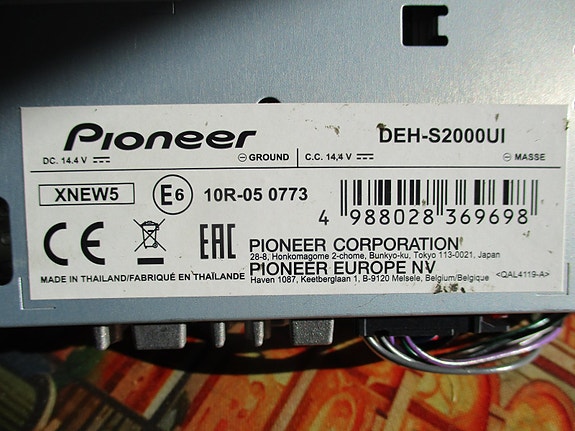 Pioneer DEH-S2000UI
DC. 14.4 V ⎓ ⊖ GROUND C.C. 14,4 V ⎓ ⊖ MASSE
XNEW5 E6 10R-05 0773
4 988028 369698
CE EAC PIONEER CORPORATION
28-8, Honkomagome 2-chome, Bunkyo-ku, Tokyo 113-0021, Japan
PIONEER EUROPE NV
MADE IN THAILAND/FABRIQUÉ EN THAÏLANDE Haven 1087, Keetberglaan 1, B-9120 Melsele, Belgium/Belgique <QAL4119-A>